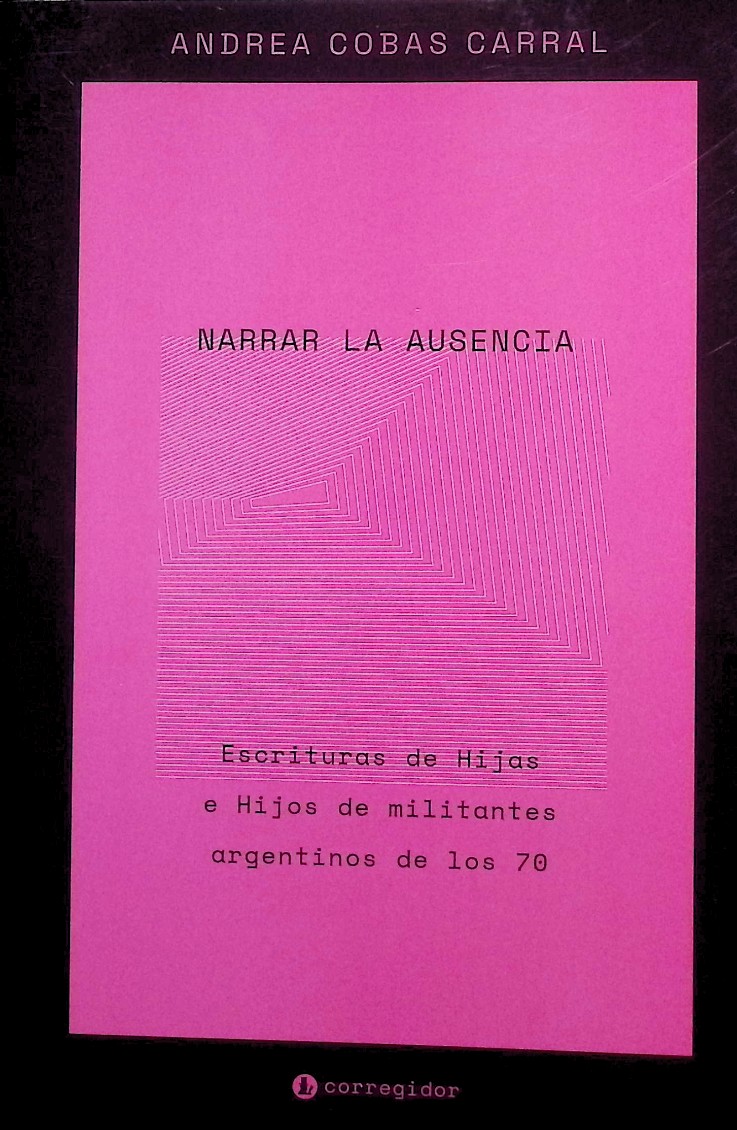 ANDREA COBAS CARRAL
NARRAR LA AUSENCIA
Escrituras de Hijas
e Hijos de militantes
argentinos de los 70
corregidor